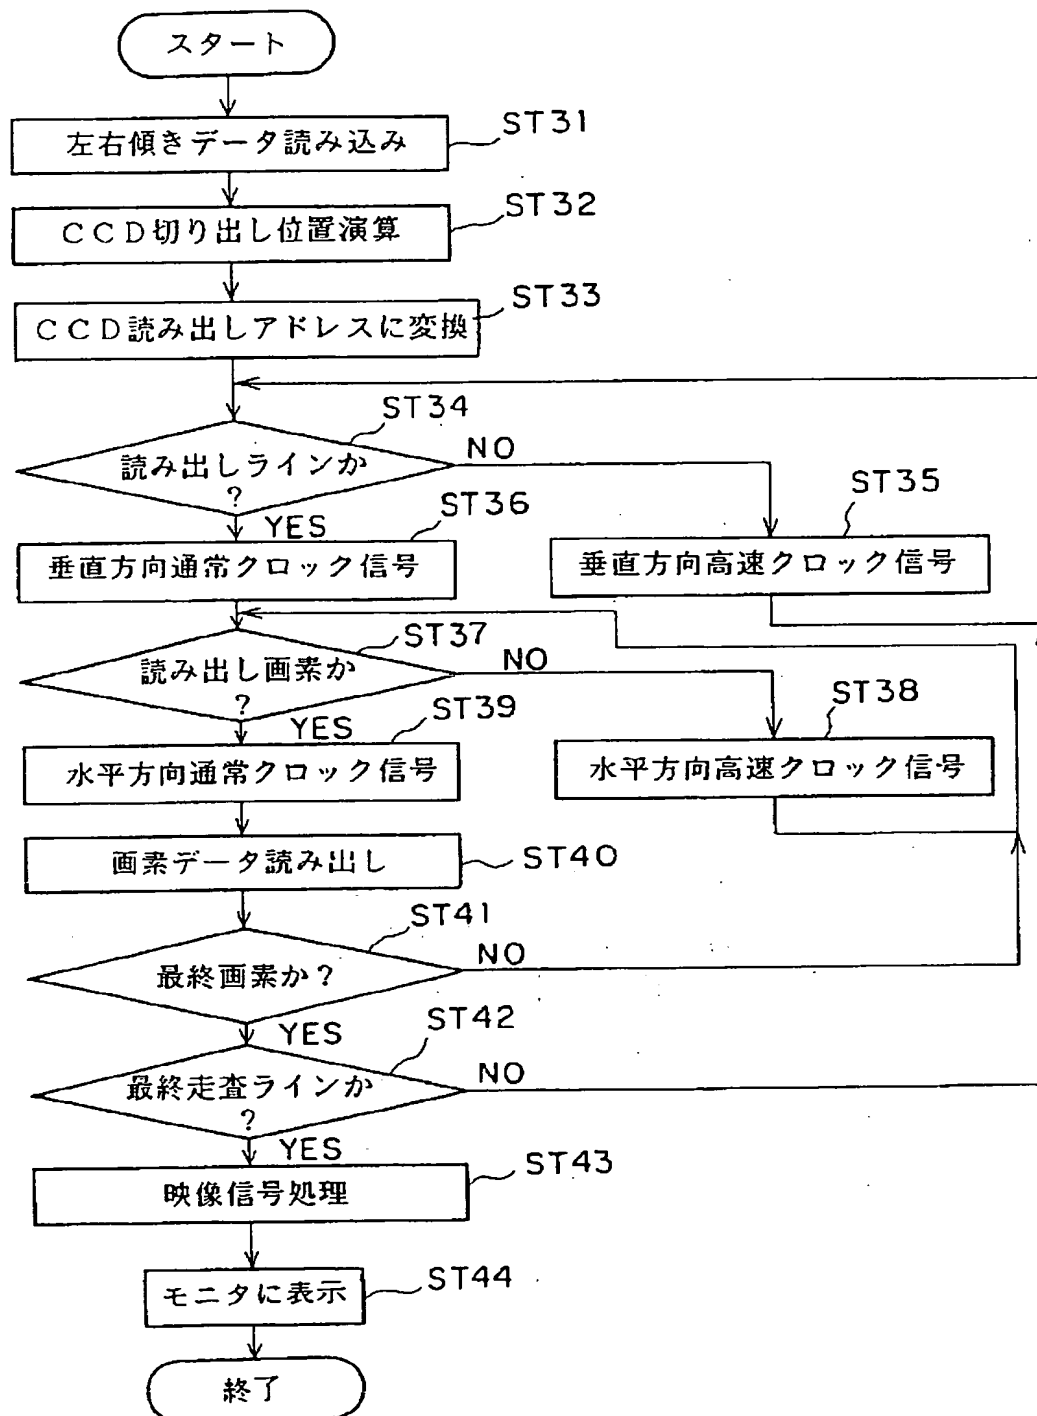 スタート
ST31
左右傾きデータ読み込み
ST32
CCD切り出し位置演算
ST33
CCD読み出しアドレスに変換
ST34
読み出しラインか
?
NO
YES
ST35
垂直方向高速クロック信号
ST36
垂直方向通常クロック信号
ST37
読み出し画素か
?
NO
YES
ST38
水平方向高速クロック信号
ST39
水平方向通常クロック信号
画素データ読み出し
ST40
ST41
最終画素か?
NO
YES
ST42
最終走査ラインか
?
NO
YES
ST43
映像信号処理
ST44
モニタに表示
終了